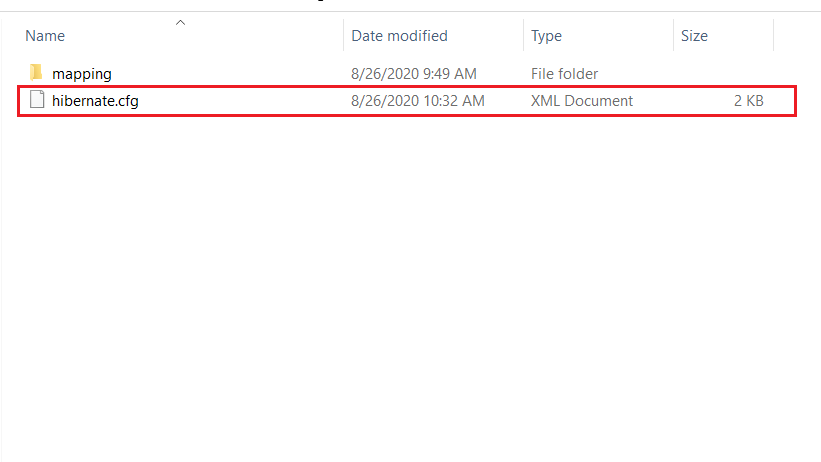 Name Date modified Type Size
mapping 8/26/2020 9:49 AM File folder
hibernate.cfg 8/26/2020 10:32 AM XML Document 2 KB